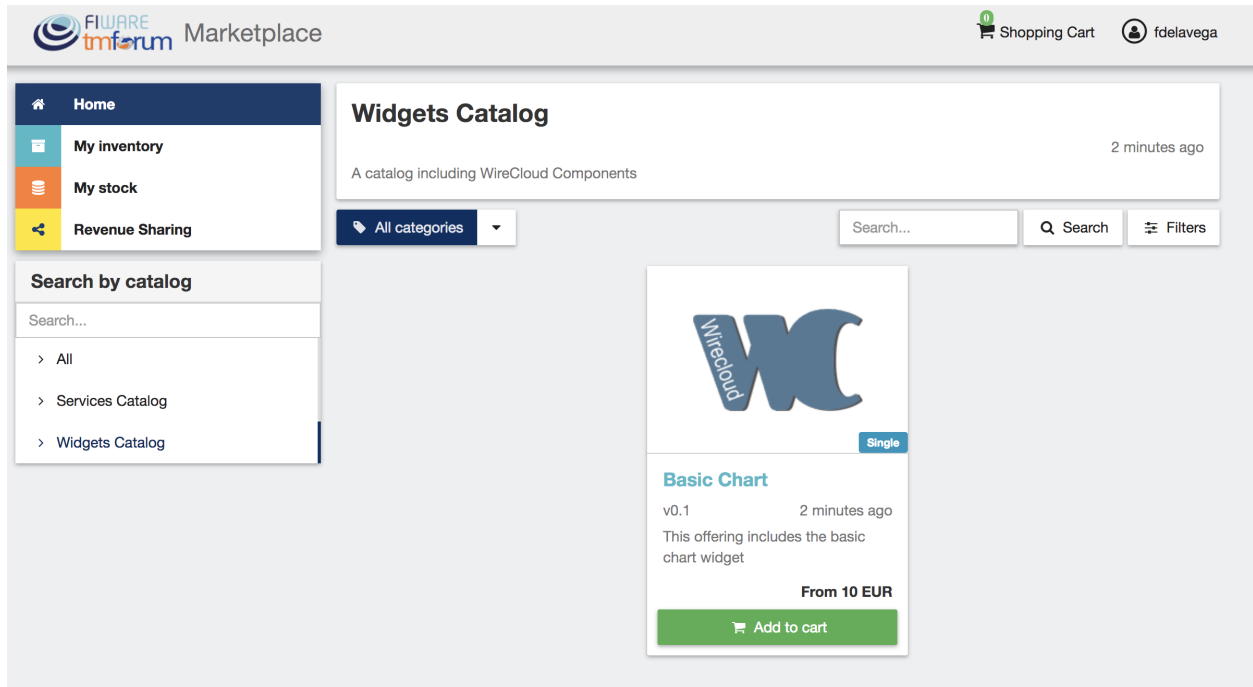 FIWARE
tmforum
Marketplace
0
Shopping Cart
fdelavega
Home
My inventory
My stock
Revenue Sharing
Search by catalog
Search...
All
Services Catalog
Widgets Catalog
Widgets Catalog
2 minutes ago
A catalog including WireCloud Components
All categories
Search...
Search
Filters
WC
Wirecloud
Single
Basic Chart
v0.1 2 minutes ago
This offering includes the basic
chart widget
From 10 EUR
Add to cart